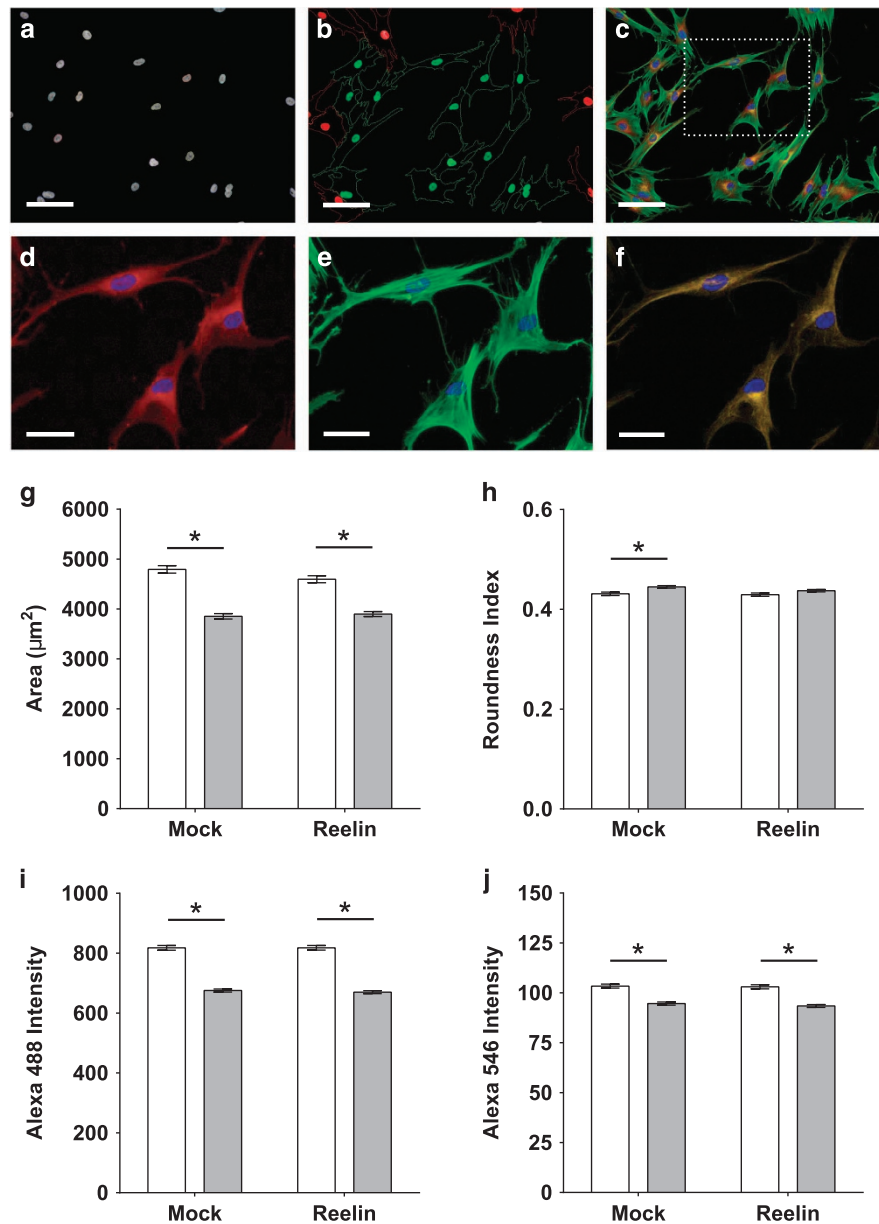 a
b
c
d
e
f
g
Area (µm²)
6000
5000
4000
3000
2000
1000
0
*
*
Mock
Reelin
h
Roundness Index
0.6
0.4
0.2
0.0
*
Mock
Reelin
i
Alexa 488 Intensity
1000
800
600
400
200
0
*
*
Mock
Reelin
j
Alexa 546 Intensity
150
125
100
75
50
25
0
*
*
Mock
Reelin